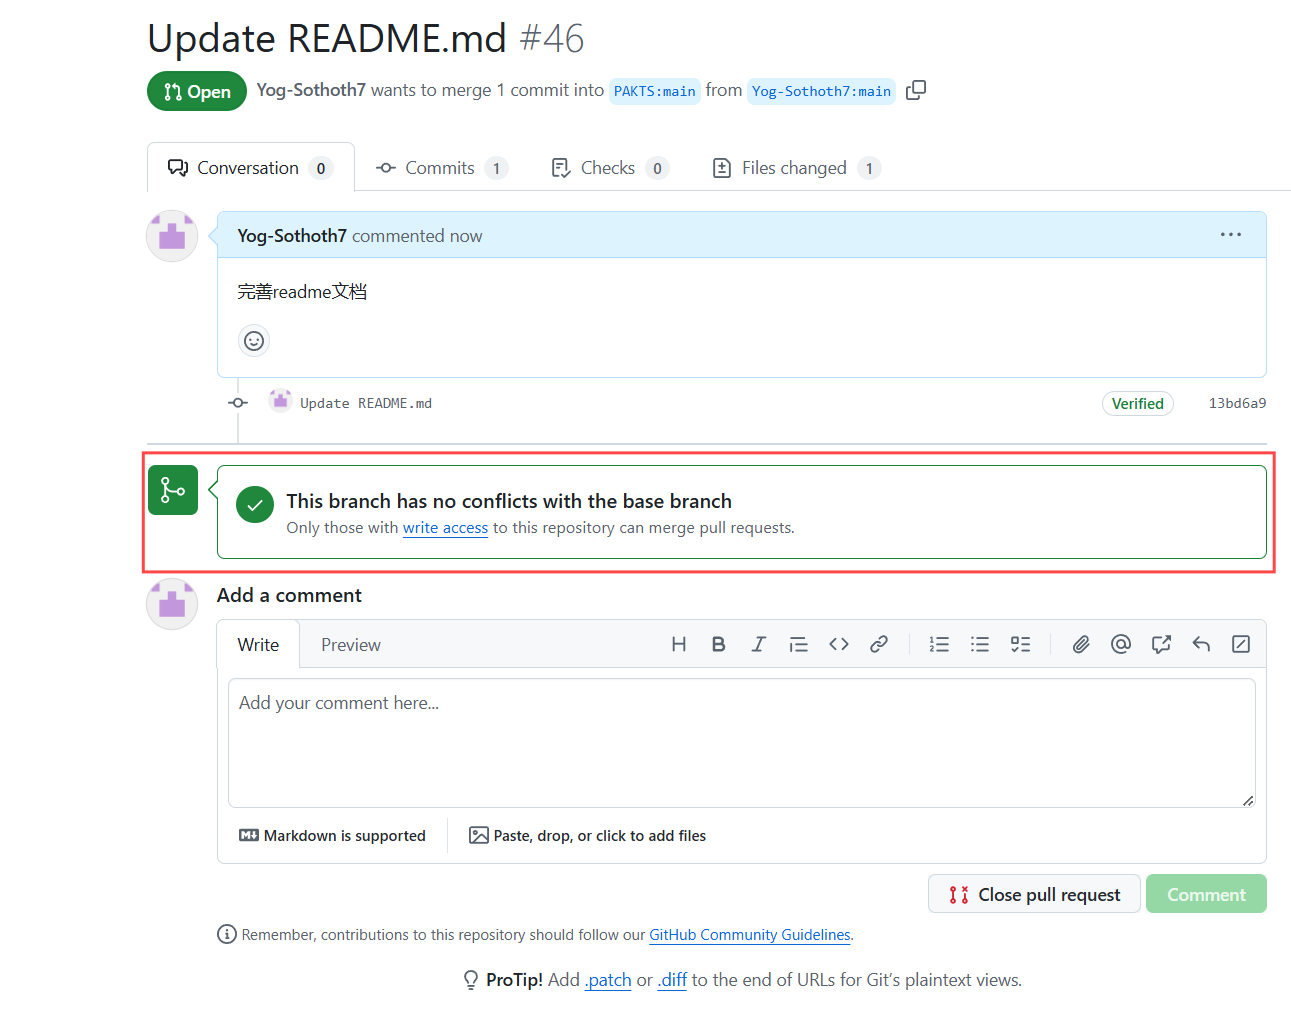 Update README.md #46
Open Yog-Sothoth7 wants to merge 1 commit into PAKTS:main from Yog-Sothoth7:main
Conversation 0 Commits 1 Checks 0 Files changed 1
Yog-Sothoth7 commented now
完善readme文档
Update README.md Verified 13bd6a9
This branch has no conflicts with the base branch
Only those with write access to this repository can merge pull requests.
Add a comment
Write Preview
Add your comment here...
Markdown is supported Paste, drop, or click to add files
Close pull request Comment
Remember, contributions to this repository should follow our GitHub Community Guidelines.
ProTip! Add .patch or .diff to the end of URLs for Git's plaintext views.